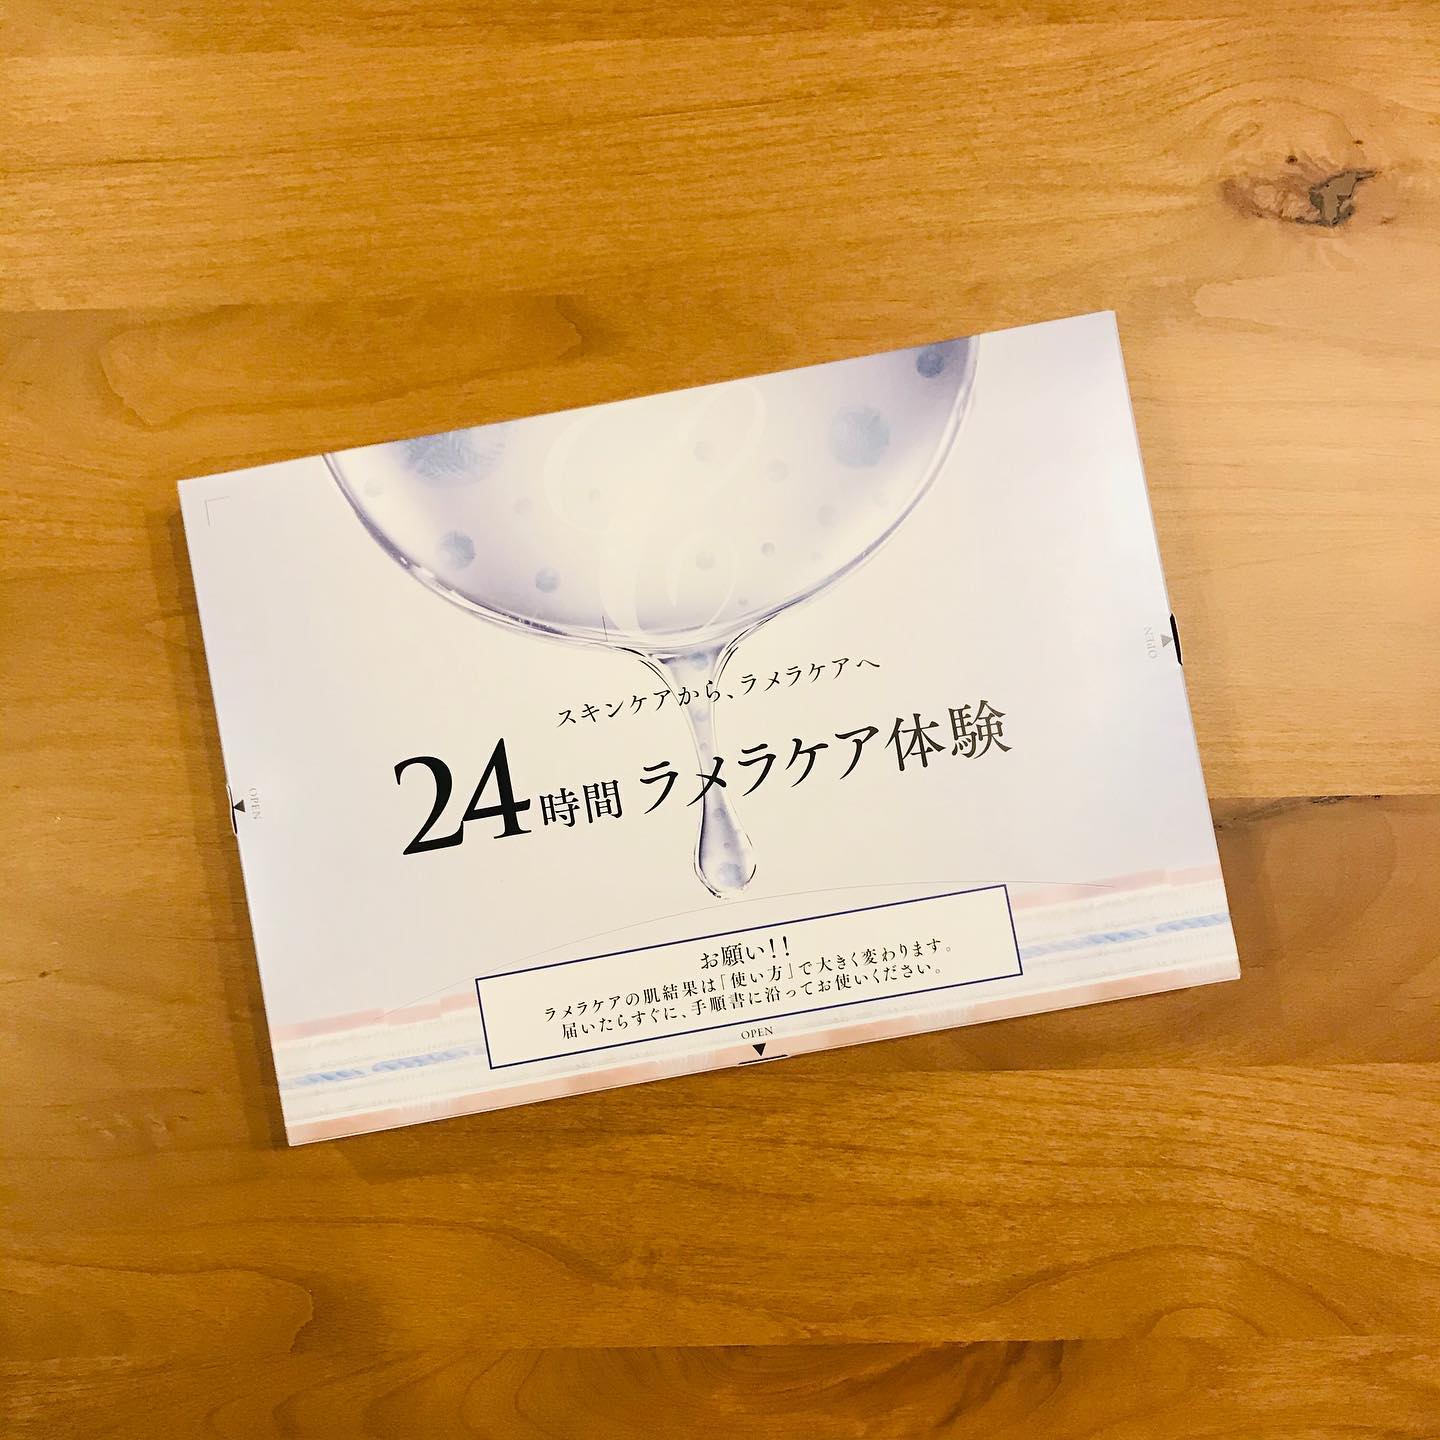 スキンケアから、ラメラケアへ
24時間 ラメラケア体験
OPEN
OPEN
お願い！！
ラメラケアの肌結果は「使い方」で大きく変わります。
届いたらすぐに、手順書に沿ってお使いください。
OPEN